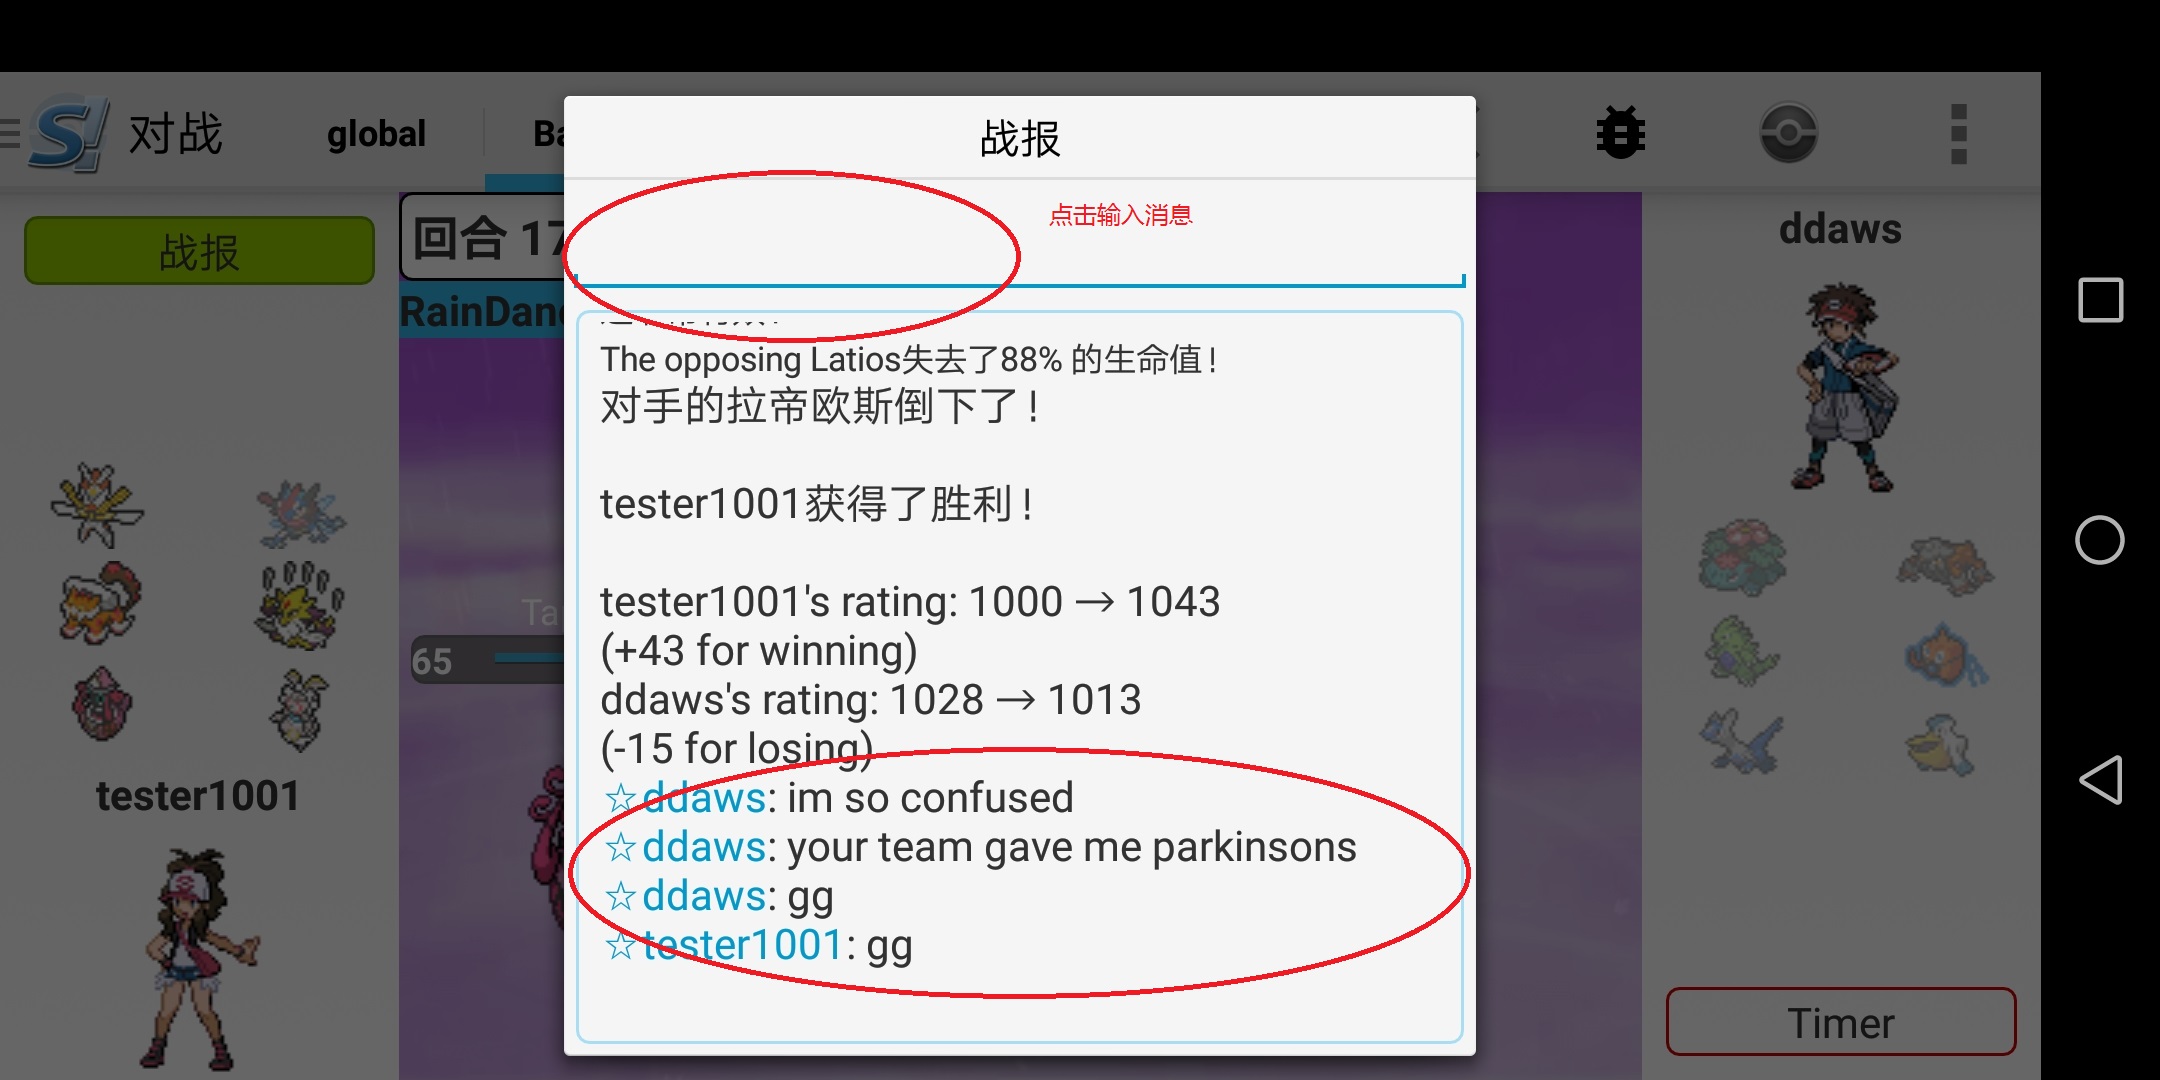 对战
global
Ba
战报
战报
回合 17
RainDanc
点击输入消息
The opposing Latios失去了88% 的生命值!
对手的拉帝欧斯倒下了!
tester1001获得了胜利!
tester1001's rating: 1000 → 1043
(+43 for winning)
ddaws's rating: 1028 → 1013
(-15 for losing)
☆ddaws: im so confused
☆ddaws: your team gave me parkinsons
☆ddaws: gg
☆tester1001: gg
Ta
65
tester1001
ddaws
Timer